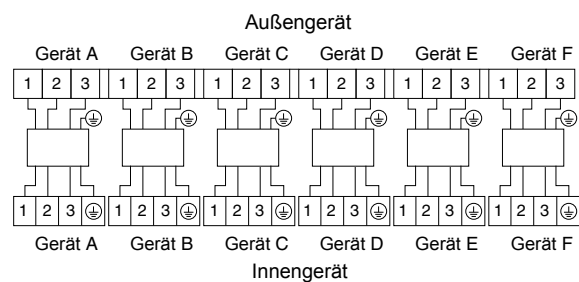 Außengerät
Gerät A Gerät B Gerät C Gerät D Gerät E Gerät F
1 2 3 1 2 3 1 2 3 1 2 3 1 2 3 1 2 3
1 2 3 1 2 3 1 2 3 1 2 3 1 2 3 1 2 3
Gerät A Gerät B Gerät C Gerät D Gerät E Gerät F
Innengerät